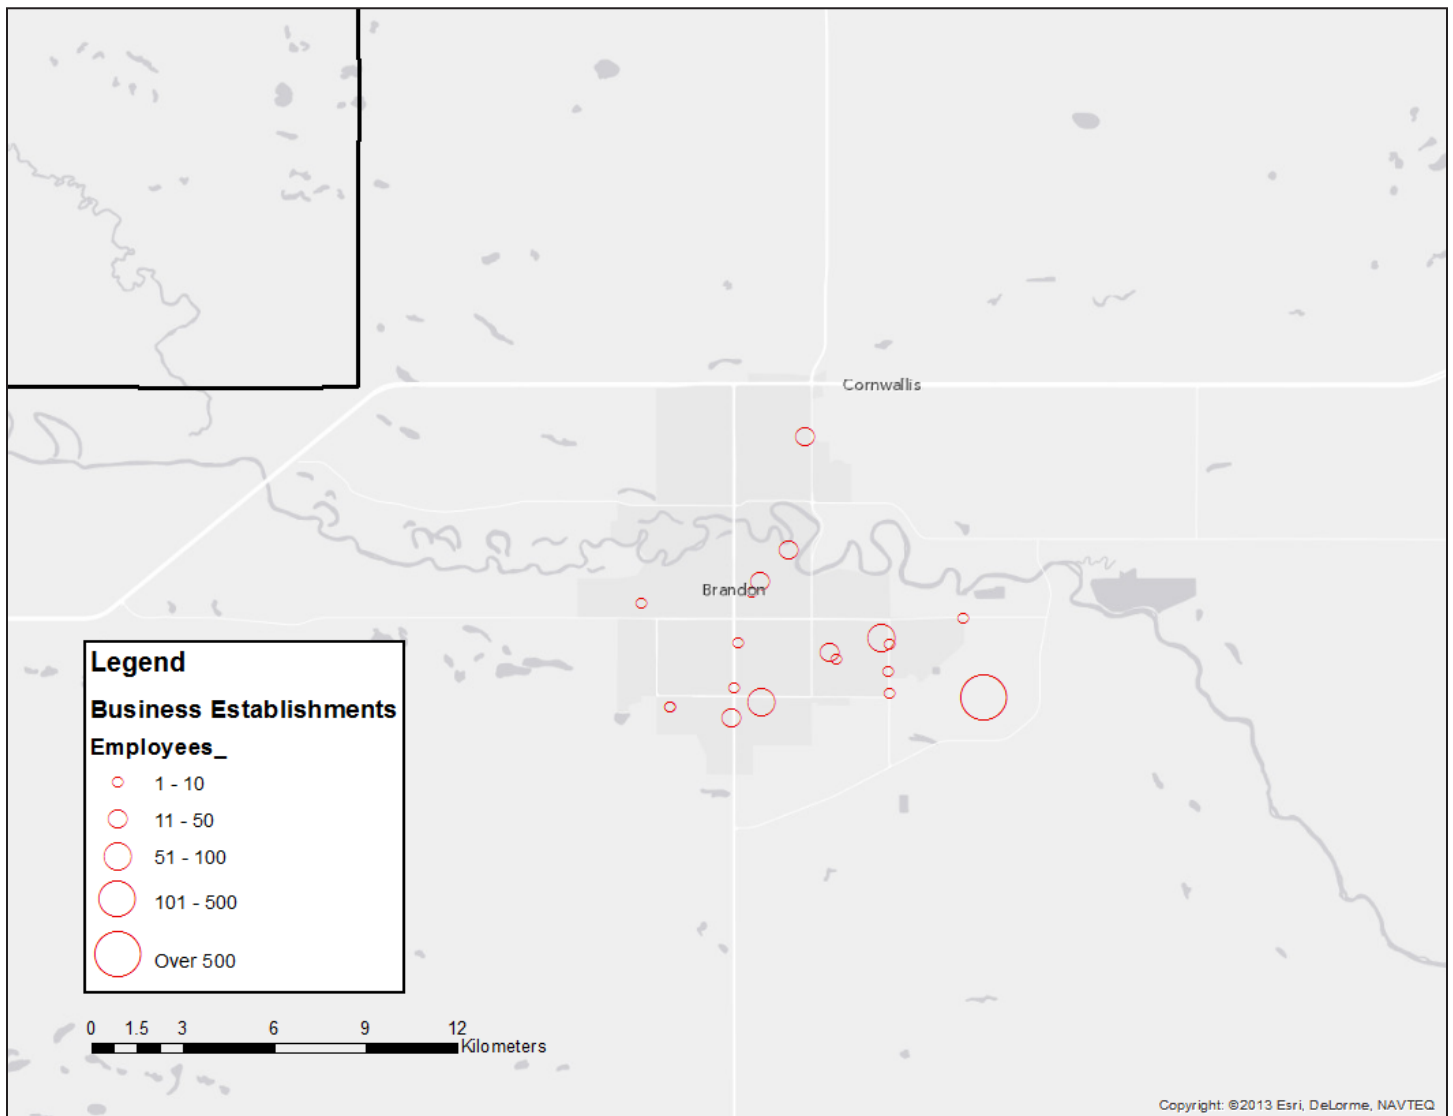 Cornwallis
Brandon
Legend
Business Establishments
Employees_
1 - 10
11 - 50
51 - 100
101 - 500
Over 500
0 1.5 3 6 9 12
Kilometers
Copyright: ©2013 Esri, DeLorme, NAVTEQ